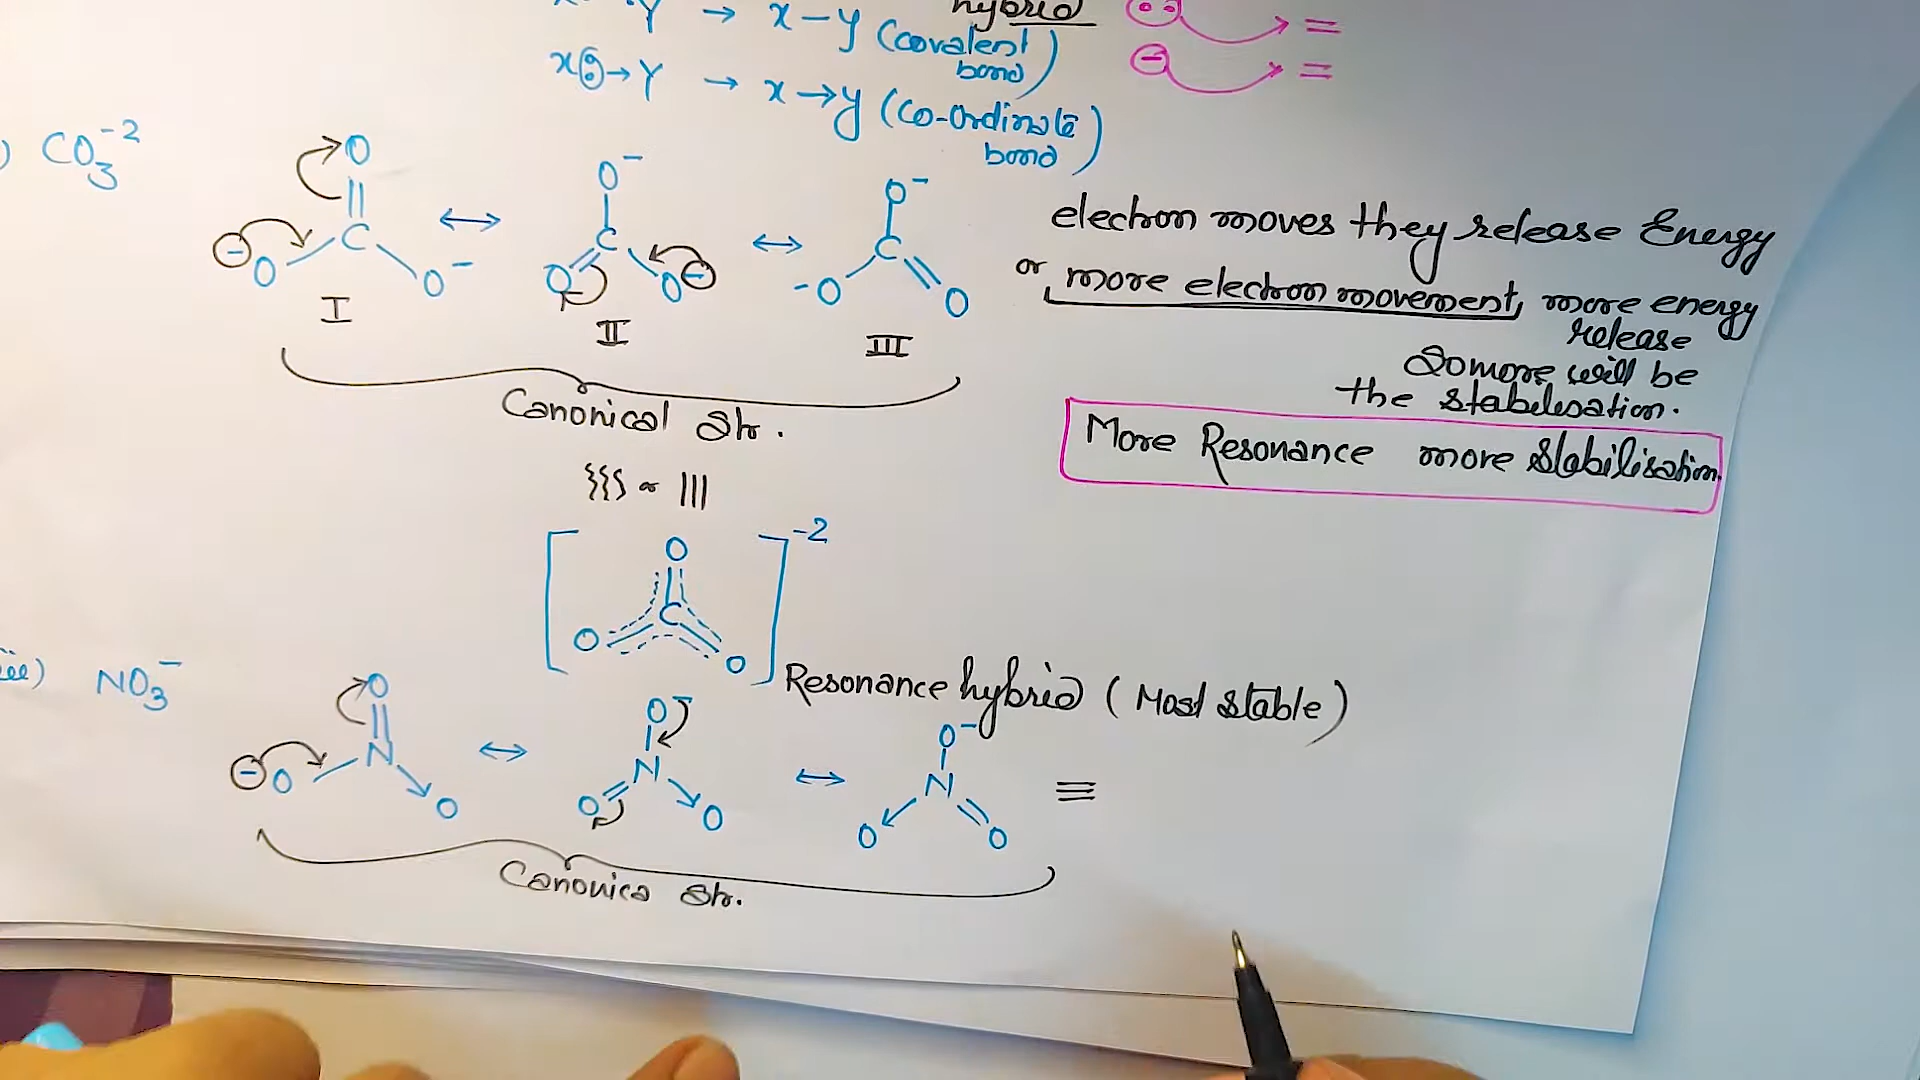 hybrid
Y → x–y (Covalent bond)
x:→Y → x→y (Co-Ordinate bond)
=
⊖ =
) CO₃⁻²
O
⊖O C O⁻
I
↔
O⁻
C
O O⊖
II
↔
O⁻
C
-O O
III
Canonical Str.
electron moves they release Energy
or more electron movement, more energy
release
So more will be
the stabilisation.
More Resonance more Stabilisation.
≡ or |||
[O C O O]⁻²
Resonance hybrid (Most stable)
iii) NO₃⁻
O
⊖O N O
↔
O⁻
N
O O
↔
O⁻
N
O O
≡
Canonica Str.